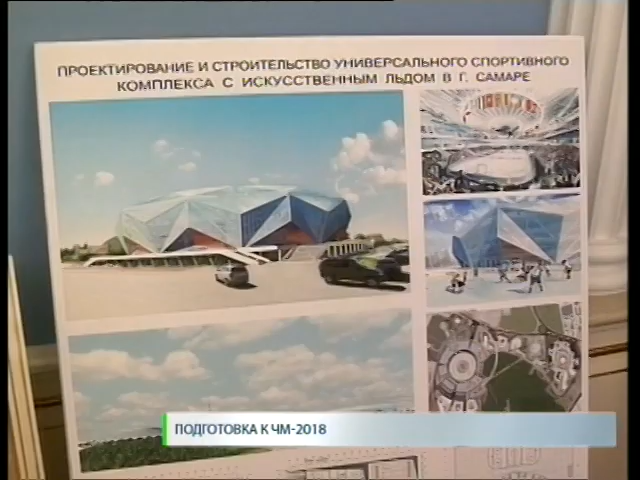 ПРОЕКТИРОВАНИЕ И СТРОИТЕЛЬСТВО УНИВЕРСАЛЬНОГО СПОРТИВНОГО
КОМПЛЕКСА С ИСКУССТВЕННЫМ ЛЬДОМ В Г. САМАРЕ
ПОДГОТОВКА К ЧМ-2018